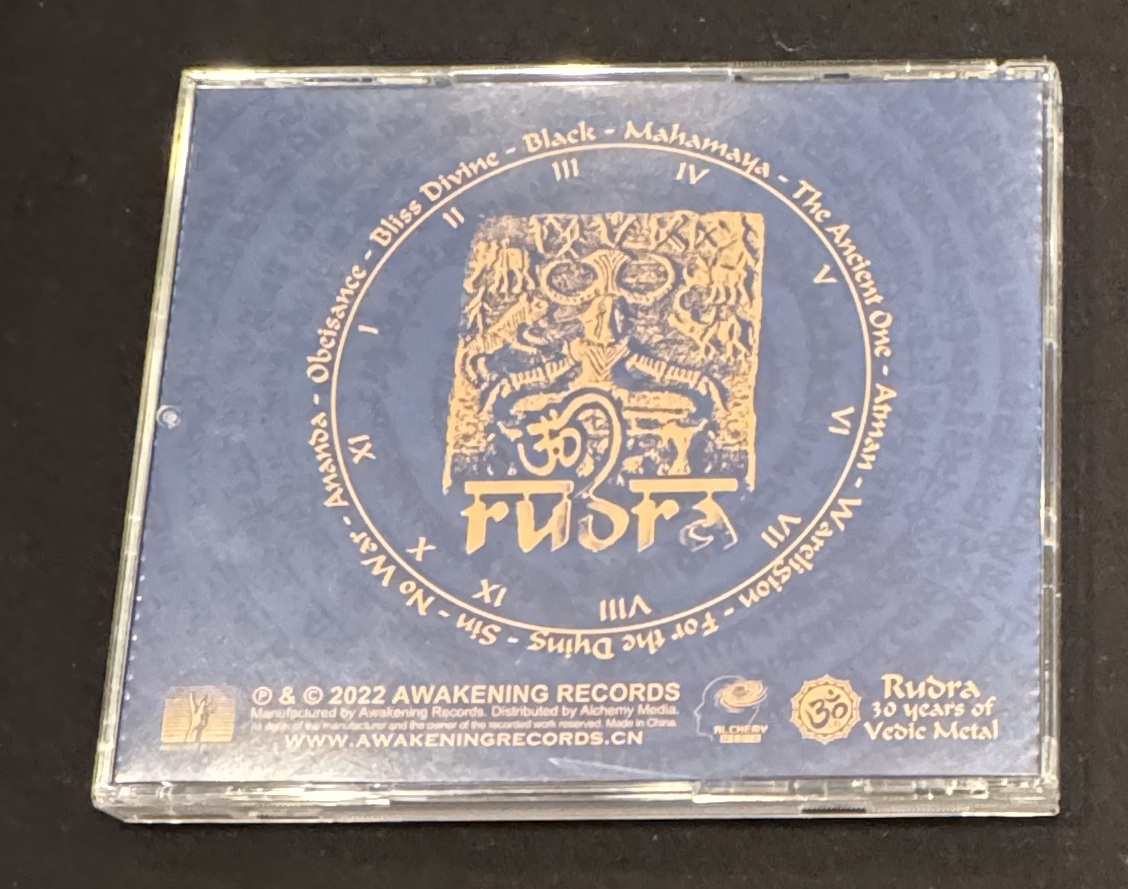 Obeisance - Bliss Divine - Black - Mahamaya - The Ancient One - Atman - Wareligion - For the Dying - Sin - No War - Ananda -
I
II
III
IV
V
VI
VII
VIII
IX
X
XI
ॐ
rudra
℗ & © 2022 AWAKENING RECORDS
Manufactured by Awakening Records. Distributed by Alchemy Media.
All rights of the manufacturer and the owner of the recorded work reserved. Made in China.
WWW.AWAKENINGRECORDS.CN
ALCHEMY
ॐ
Rudra
30 years of
Vedic Metal